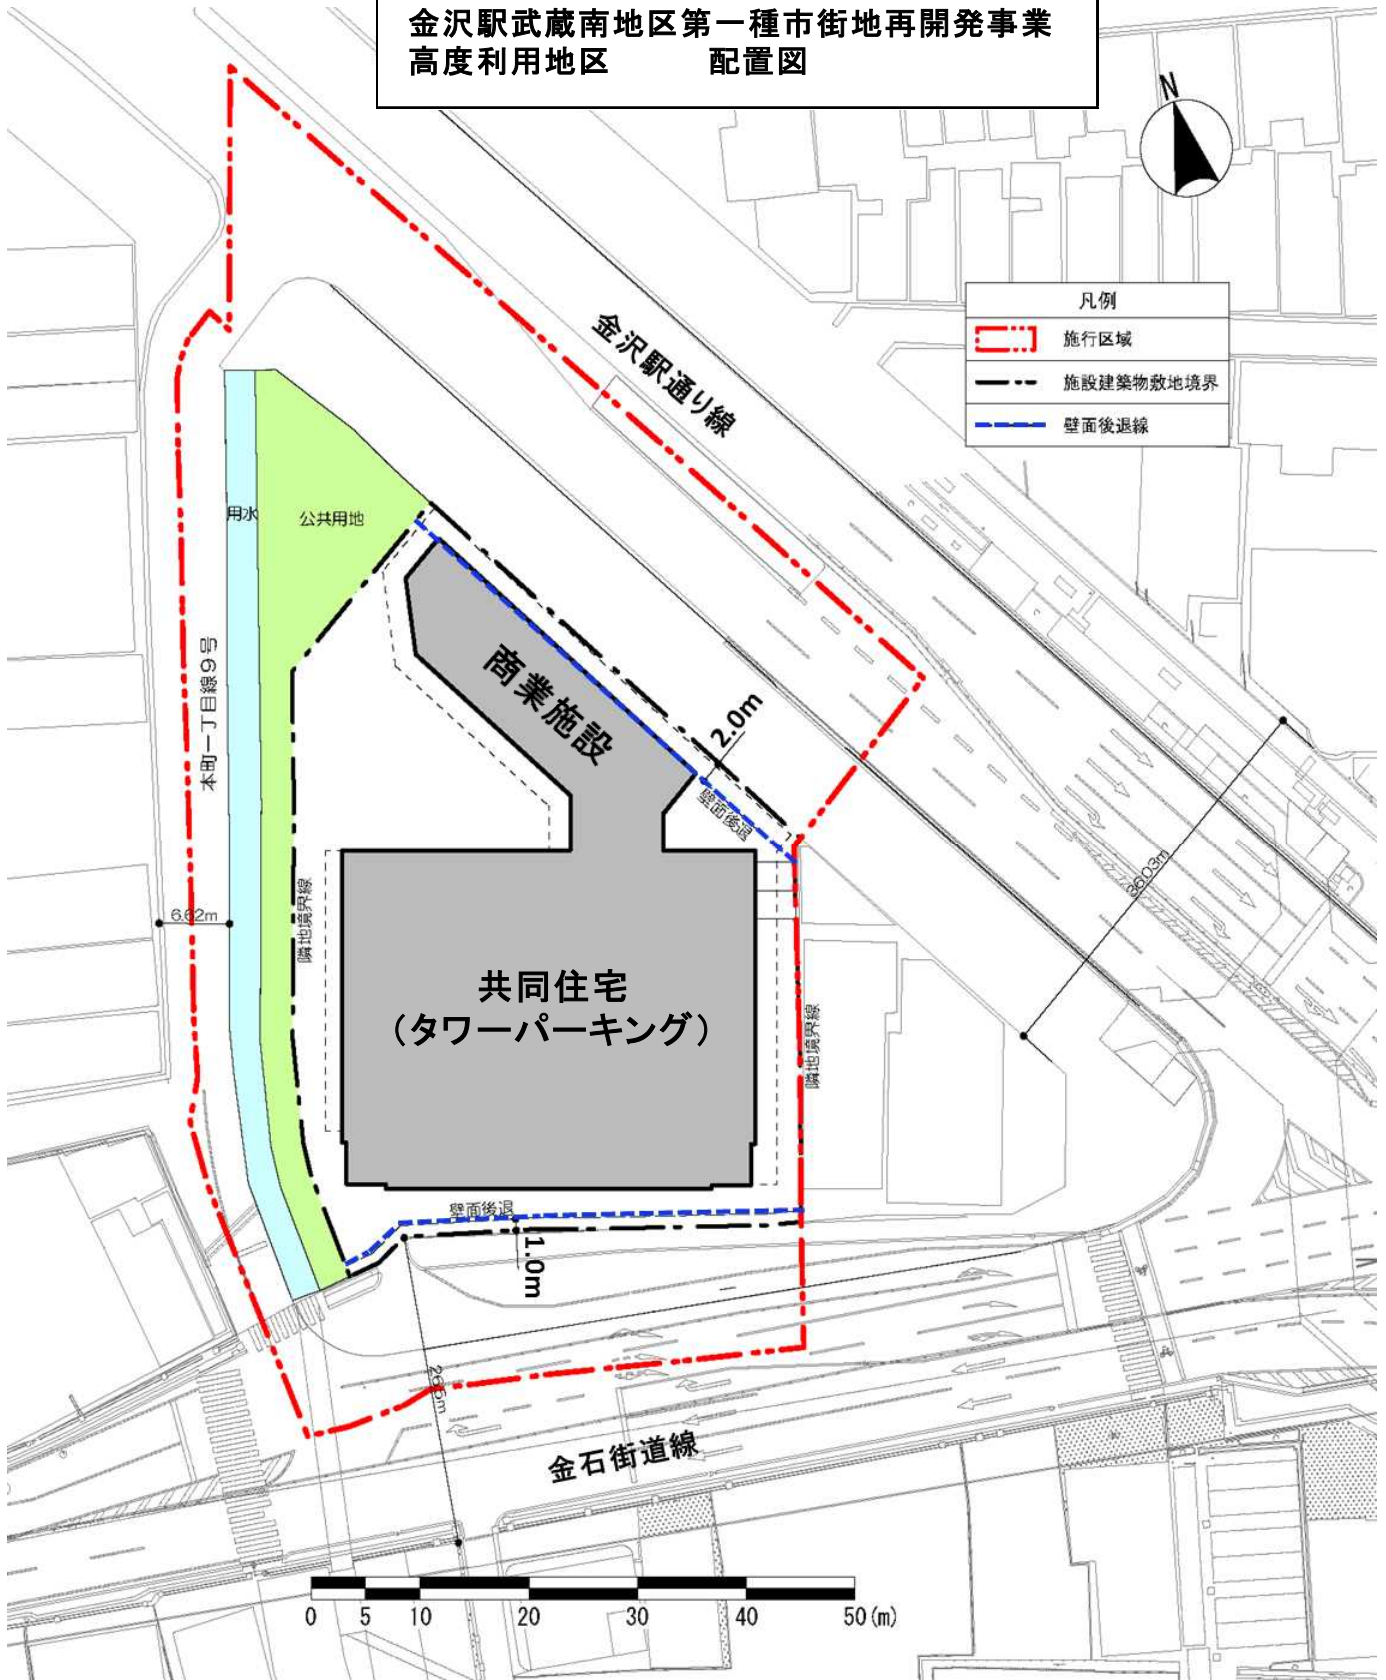 金沢駅武蔵南地区第一種市街地再開発事業
高度利用地区　　　配置図
N
凡例
施行区域
施設建築物敷地境界
壁面後退線
金沢駅通り線
用水
公共用地
本町一丁目線9号
商業施設
2.0m
壁面後退
36.03m
6.62m
隣地境界線
共同住宅
（タワーパーキング）
隣地境界線
壁面後退
1.0m
金石街道線
0 5 10 20 30 40 50(m)